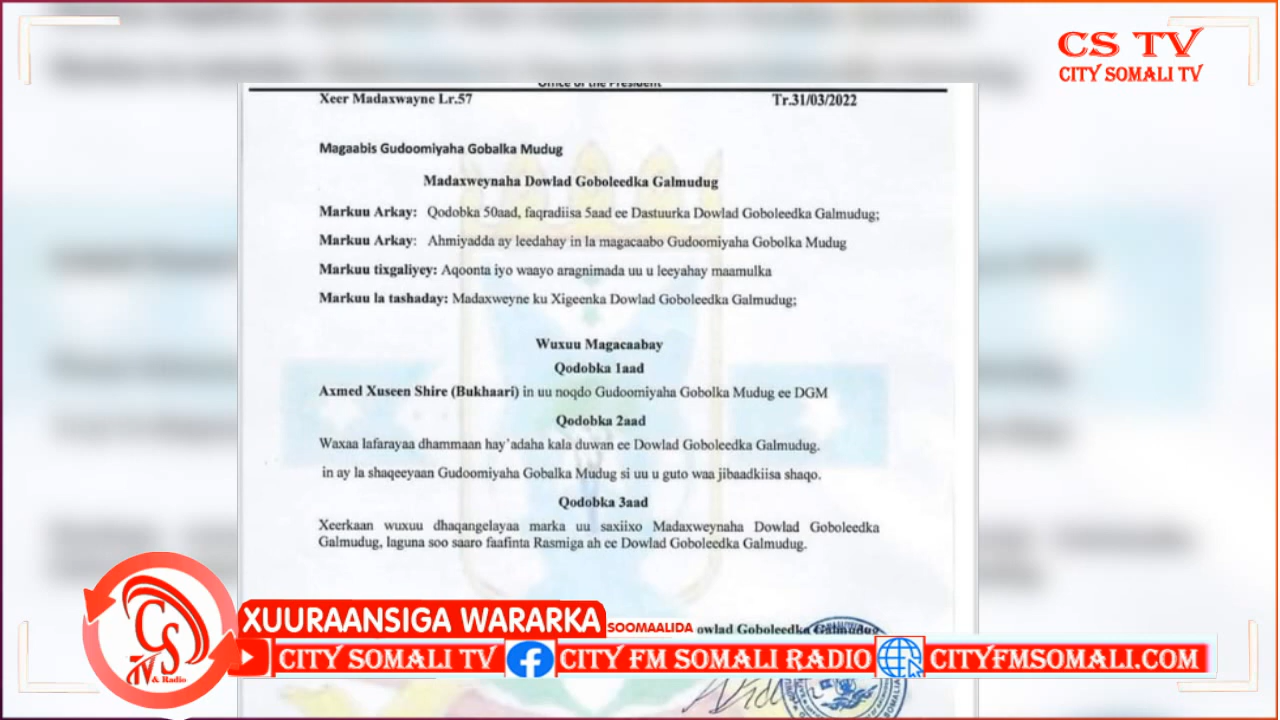 CS TV
CITY SOMALI TV
Office of the President
Xeer Madaxwayne Lr.57 Tr.31/03/2022
Magaabis Gudoomiyaha Gobalka Mudug
Madaxweynaha Dowlad Goboleedka Galmudug
Markuu Arkay: Qodobka 50aad, faqradiisa 5aad ee Dastuurka Dowlad Goboleedka Galmudug;
Markuu Arkay: Ahmiyadda ay leedahay in la magacaabo Gudoomiyaha Gobolka Mudug
Markuu tixgaliyey: Aqoonta iyo waayo aragnimada uu u leeyahay maamulka
Markuu la tashaday: Madaxweyne ku Xigeenka Dowlad Goboleedka Galmudug;
Wuxuu Magacaabay
Qodobka 1aad
Axmed Xuseen Shire (Bukhaari) in uu noqdo Gudoomiyaha Gobolka Mudug ee DGM
Qodobka 2aad
Waxaa lafarayaa dhammaan hay'adaha kala duwan ee Dowlad Goboleedka Galmudug.
in ay la shaqeeyaan Gudoomiyaha Gobalka Mudug si uu u guto waa jibaadkiisa shaqo.
Qodobka 3aad
Xeerkaan wuxuu dhaqangelayaa marka uu saxiixo Madaxweynaha Dowlad Goboleedka
Galmudug, laguna soo saaro faafinta Rasmiga ah ee Dowlad Goboleedka Galmudug.
owlad Goboleedka Galmudug
XUURAANSIGA WARARKA SOOMAALIDA
CS
TV
& Radio
CITY SOMALI TV CITY FM SOMALI RADIO CITYFMSOMALI.COM